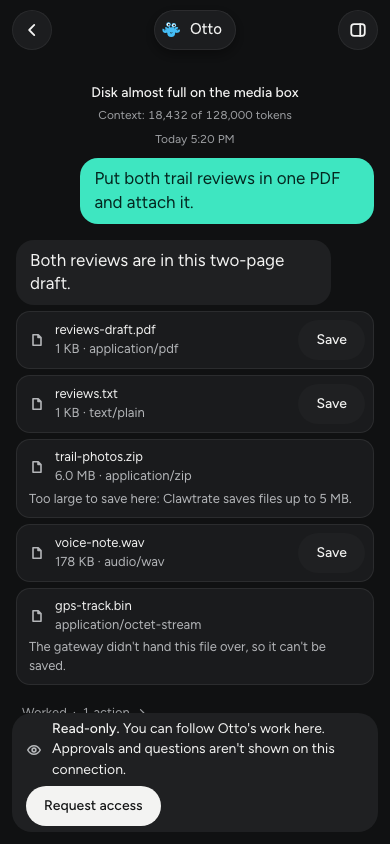 Otto
Disk almost full on the media box
Context: 18,432 of 128,000 tokens
Today 5:20 PM
Put both trail reviews in one PDF
and attach it.
Both reviews are in this two-page
draft.
reviews-draft.pdf
1 KB · application/pdf
Save
reviews.txt
1 KB · text/plain
Save
trail-photos.zip
6.0 MB · application/zip
Too large to save here: Clawtrate saves files up to 5 MB.
voice-note.wav
178 KB · audio/wav
Save
gps-track.bin
application/octet-stream
The gateway didn't hand this file over, so it can't be
saved.
Worked · 1 action
Read-only. You can follow Otto's work here.
Approvals and questions aren't shown on this
connection.
Request access